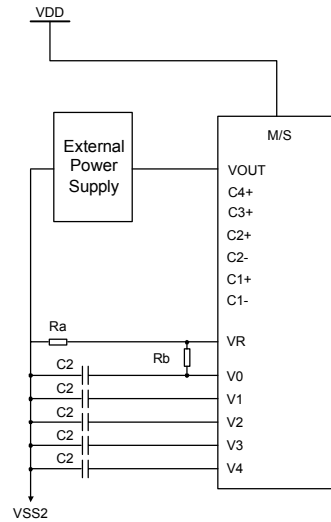 VDD
M/S
External
Power
Supply
VOUT
C4+
C3+
C2+
C2-
C1+
C1-
Ra
VR
Rb
C2
V0
C2
V1
C2
V2
C2
V3
C2
V4
VSS2